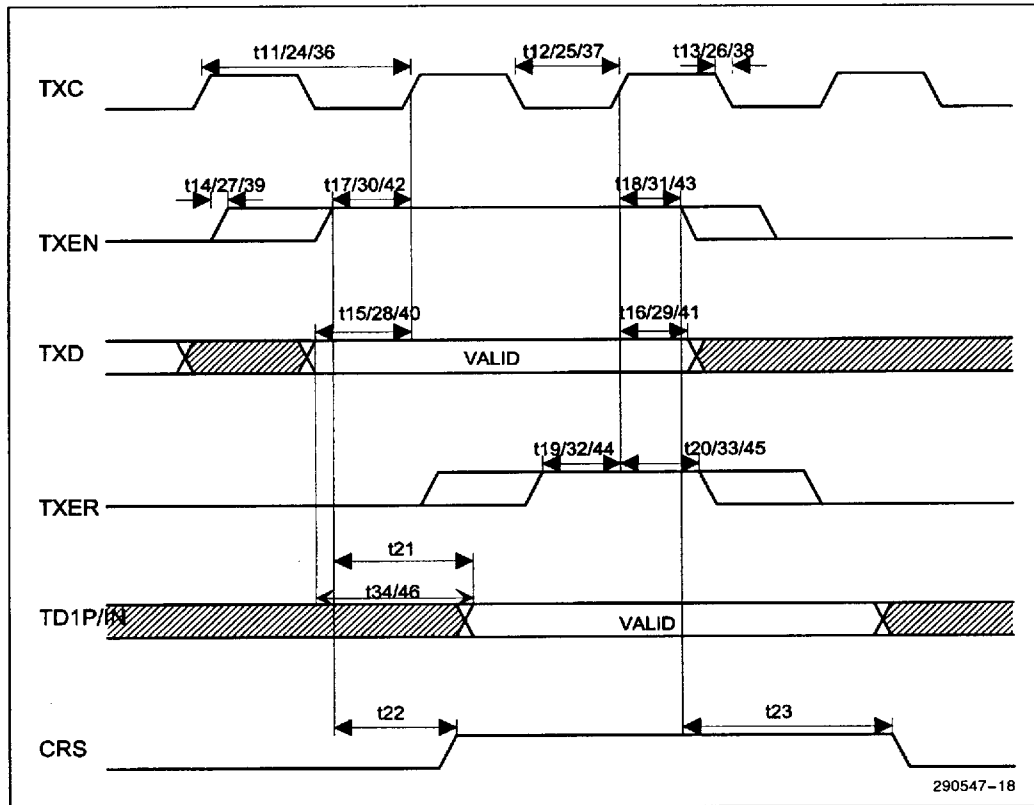 t11/24/36
t12/25/37
t13/26/38
TXC
t14/27/39
t17/30/42
t18/31/43
TXEN
t15/28/40
t16/29/41
TXD
VALID
t19/32/44
t20/33/45
TXER
t21
t34/46
TD1P/IN
VALID
t22
t23
CRS
290547-18